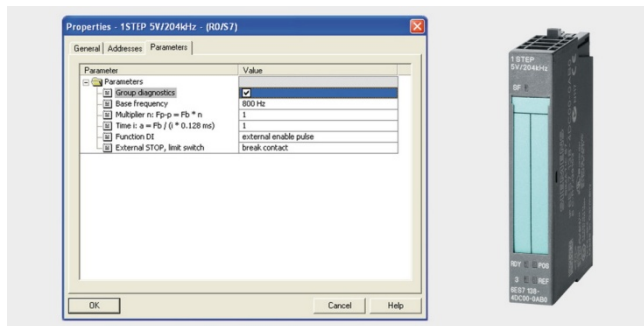 Properties - 1STEP 5V/204kHz - (R0/S7)
General Addresses Parameters
Parameter Value
Parameters
Group diagnostics
Base frequency 800 Hz
Multiplier n: Fp-p = Fb * n 1
Time i: a = Fb / (i * 0.128 ms) 1
Function DI external enable pulse
External STOP, limit switch break contact
OK Cancel Help
1 STEP
5V/204kHz
SF
RDY POS
3 REF
6ES7 138-
4DC00-0AB0